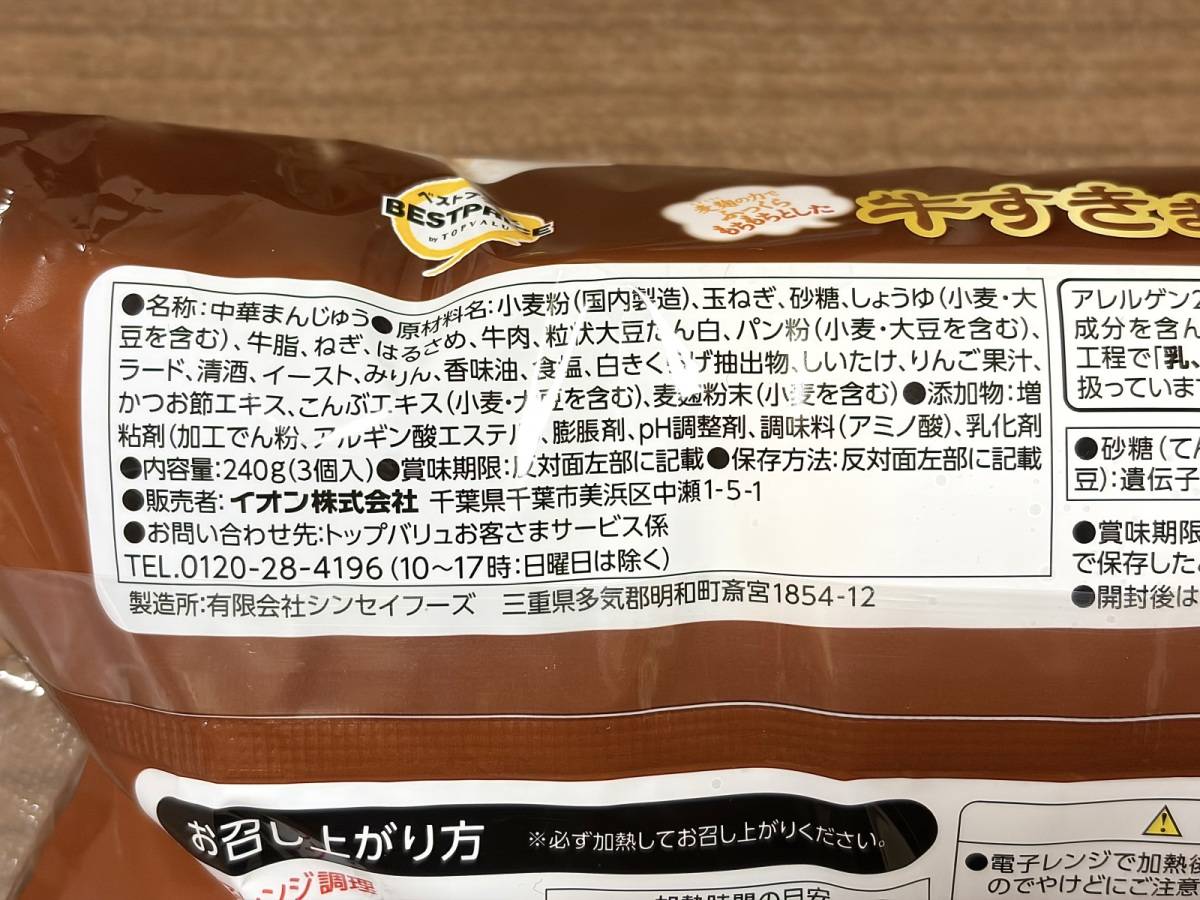 BESTPR
by TOPVALU
麦麹の力で
ふっくら
もちもちとした
牛すき
●名称:中華まんじゅう●原材料名:小麦粉(国内製造)、玉ねぎ、砂糖、しょうゆ(小麦・大
豆を含む)、牛脂、ねぎ、はるさめ、牛肉、粒状大豆たん白、パン粉(小麦・大豆を含む)、
ラード、清酒、イースト、みりん、香味油、食塩、白きくらげ抽出物、しいたけ、りんご果汁、
かつお節エキス、こんぶエキス(小麦・大豆を含む)、麦麹粉末(小麦を含む)●添加物:増
粘剤(加工でん粉、アルギン酸エステル)、膨脹剤、pH調整剤、調味料(アミノ酸)、乳化剤
●内容量:240g(3個入)●賞味期限:反対面左部に記載●保存方法:反対面左部に記載
●販売者:イオン株式会社 千葉県千葉市美浜区中瀬1-5-1
●お問い合わせ先:トップバリュお客さまサービス係
TEL.0120-28-4196(10～17時:日曜日は除く)
製造所:有限会社シンセイフーズ 三重県多気郡明和町斎宮1854-12
アレルゲン
成分を含ん
工程で「乳、
扱っていま
●砂糖(てん
豆):遺伝子
●賞味期限
で保存した
●開封後は
お召し上がり方
※必ず加熱してお召し上がりください。
レンジ調理
加熱時間の目安
●電子レンジで加熱後
のでやけどにご注意